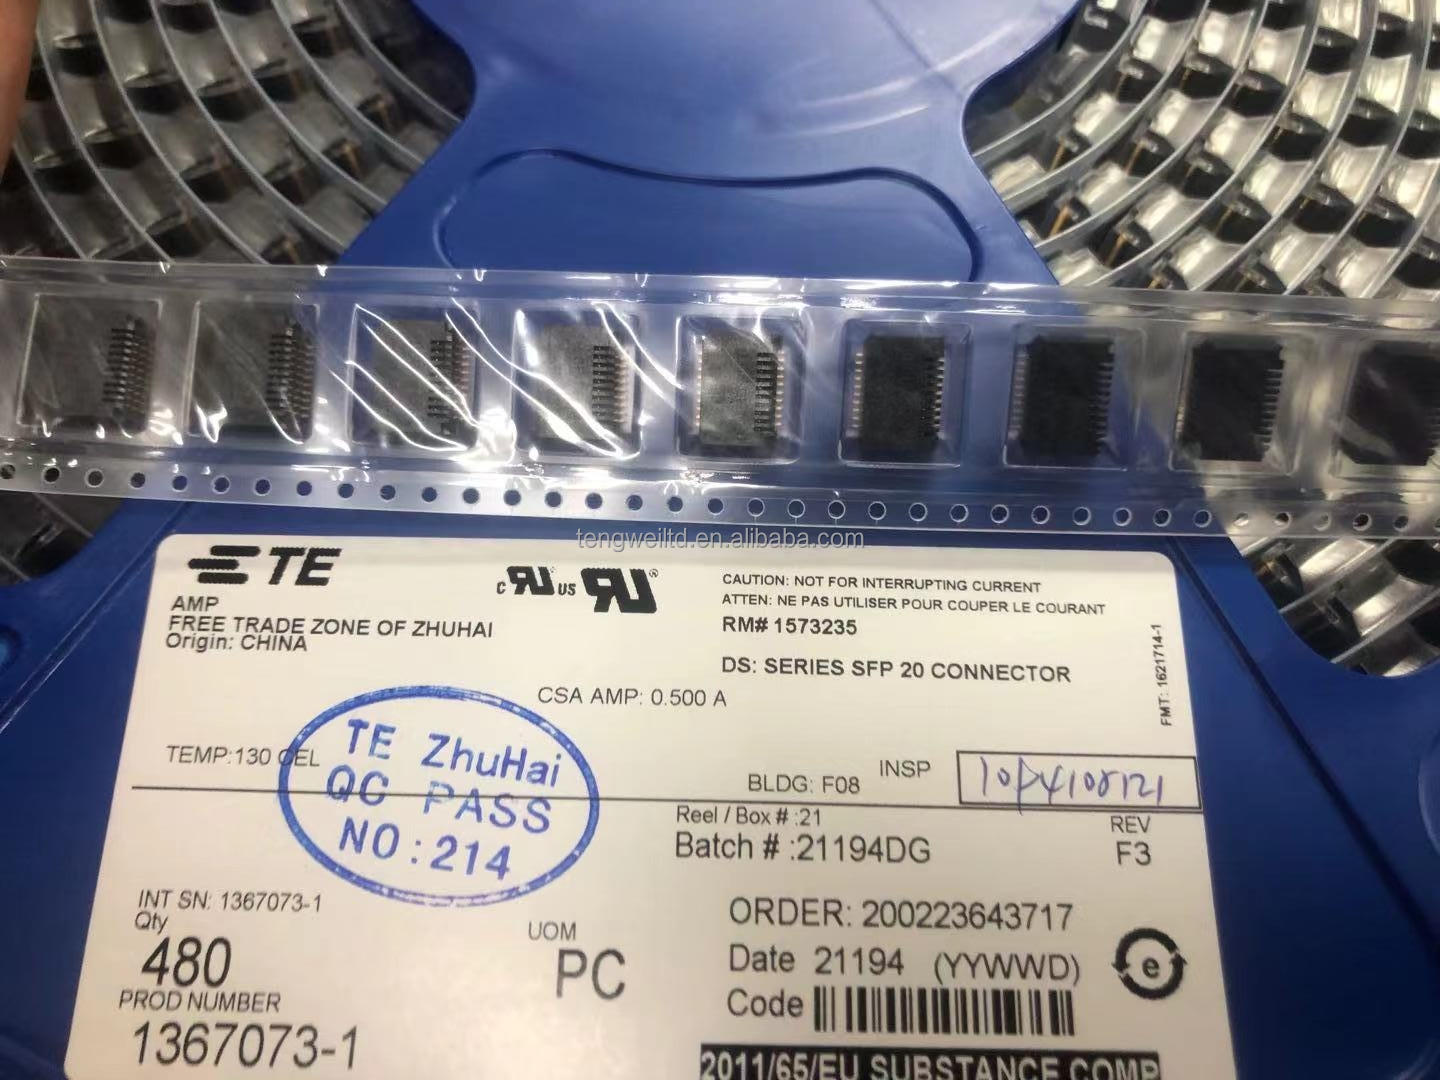 tengweiltd.en.alibaba.com
TE
AMP
FREE TRADE ZONE OF ZHUHAI
Origin: CHINA
c RU US RU ®
CAUTION: NOT FOR INTERRUPTING CURRENT
ATTEN: NE PAS UTILISER POUR COUPER LE COURANT
RM# 1573235
DS: SERIES SFP 20 CONNECTOR
FMT: 1621714-1
CSA AMP: 0.500 A
TEMP:130 CEL
TE ZhuHai
QC PASS
NO:214
BLDG: F08
INSP
Reel / Box # :21
Batch # :21194DG
REV
F3
INT SN: 1367073-1
Qty
480
UOM
PC
PROD NUMBER
1367073-1
ORDER: 200223643717
Date 21194 (YYWWD)
Code
e
2011/65/EU SUBSTANCE COMP